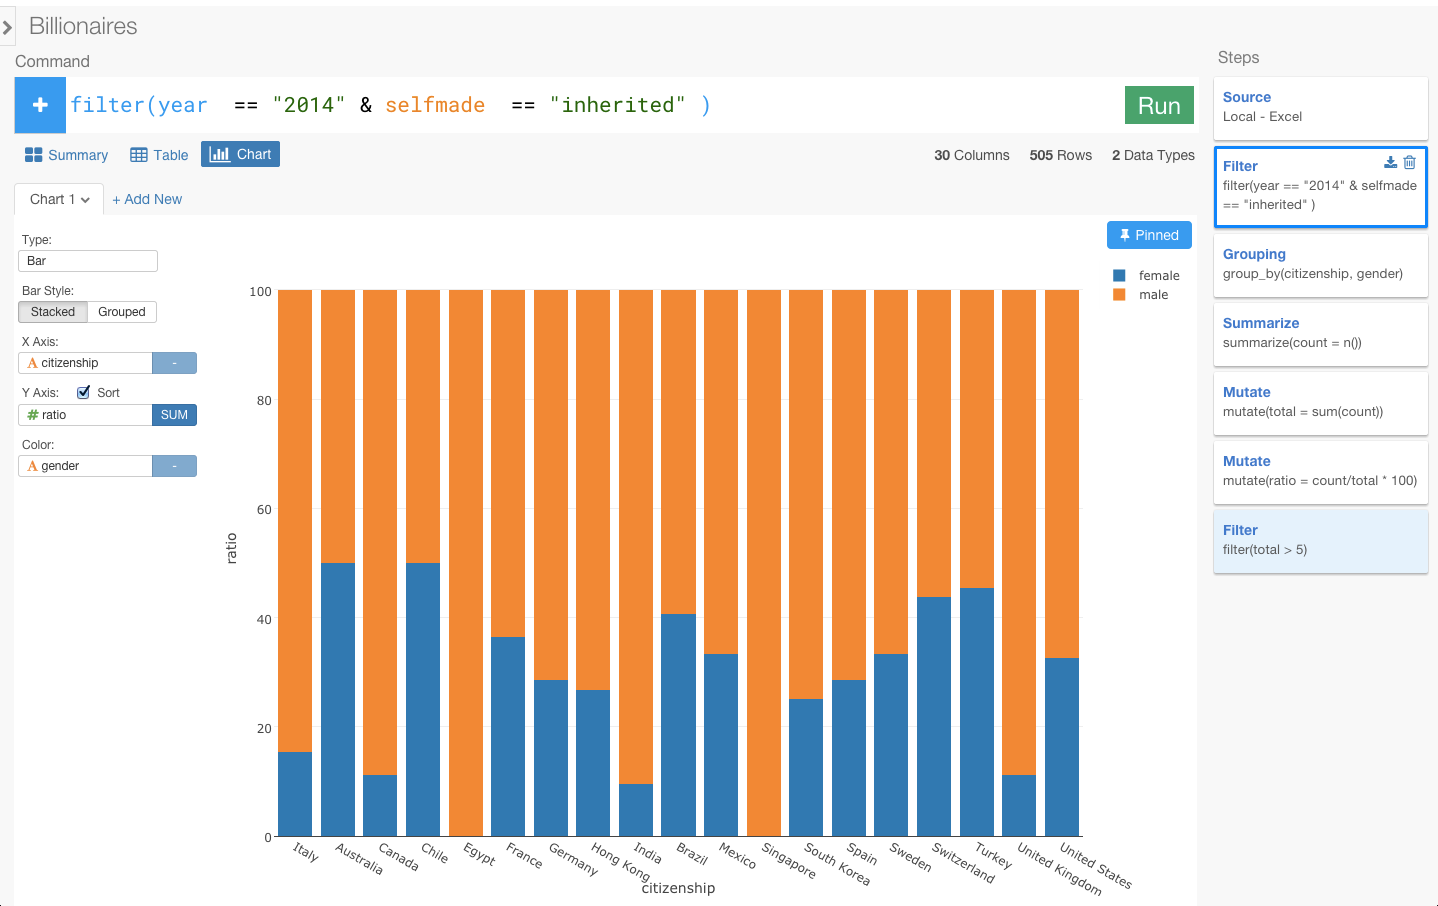 Billionaires
Command
+ filter(year == "2014" & selfmade == "inherited" )
Run
Summary Table Chart
30 Columns 505 Rows 2 Data Types
Chart 1 + Add New
Pinned
Type:
Bar
Bar Style:
Stacked Grouped
X Axis:
A citizenship -
Y Axis: Sort
# ratio SUM
Color:
A gender -
female
male
100
80
60
40
20
0
ratio
Italy Australia Canada Chile Egypt France Germany Hong Kong India Brazil Mexico Singapore South Korea Spain Sweden Switzerland Turkey United Kingdom United States
citizenship
Steps
Source
Local - Excel
Filter
filter(year == "2014" & selfmade
== "inherited" )
Grouping
group_by(citizenship, gender)
Summarize
summarize(count = n())
Mutate
mutate(total = sum(count))
Mutate
mutate(ratio = count/total * 100)
Filter
filter(total > 5)